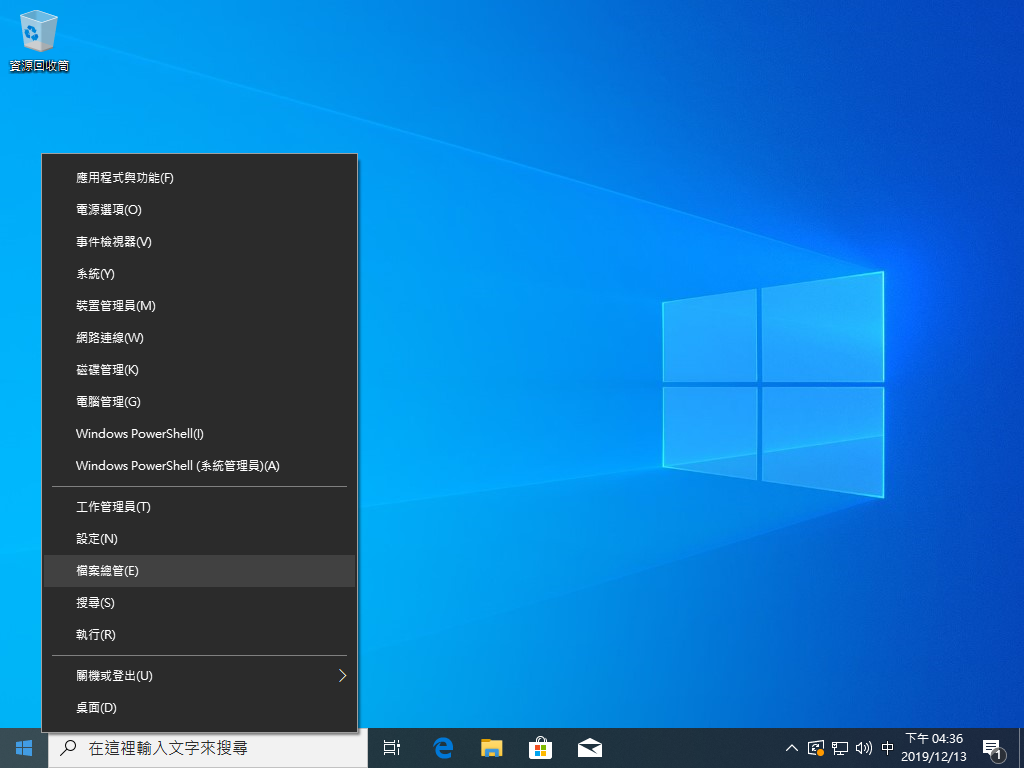 資源回收筒
應用程式與功能(F)
電源選項(O)
事件檢視器(V)
系統(Y)
裝置管理員(M)
網路連線(W)
磁碟管理(K)
電腦管理(G)
Windows PowerShell(I)
Windows PowerShell (系統管理員)(A)
工作管理員(T)
設定(N)
檔案總管(E)
搜尋(S)
執行(R)
關機或登出(U)
桌面(D)
在這裡輸入文字來搜尋
中
下午 04:36
2019/12/13
1